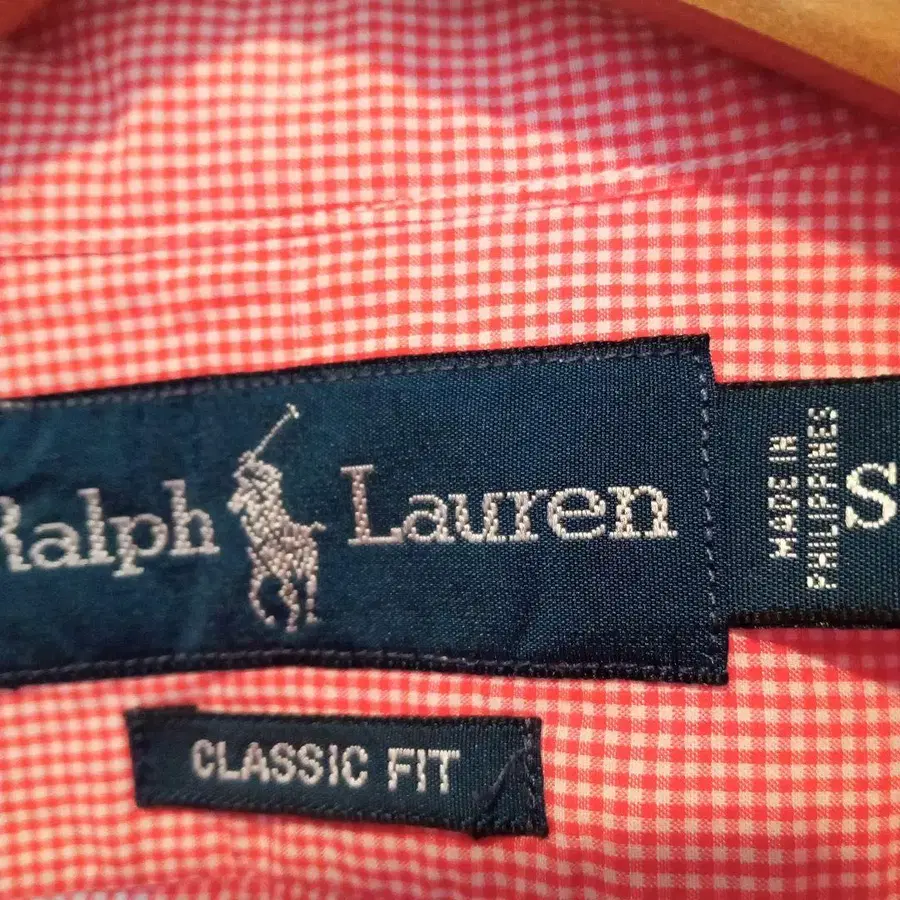 Ralph Lauren
MADE IN
PHILIPPINES
S
CLASSIC FIT